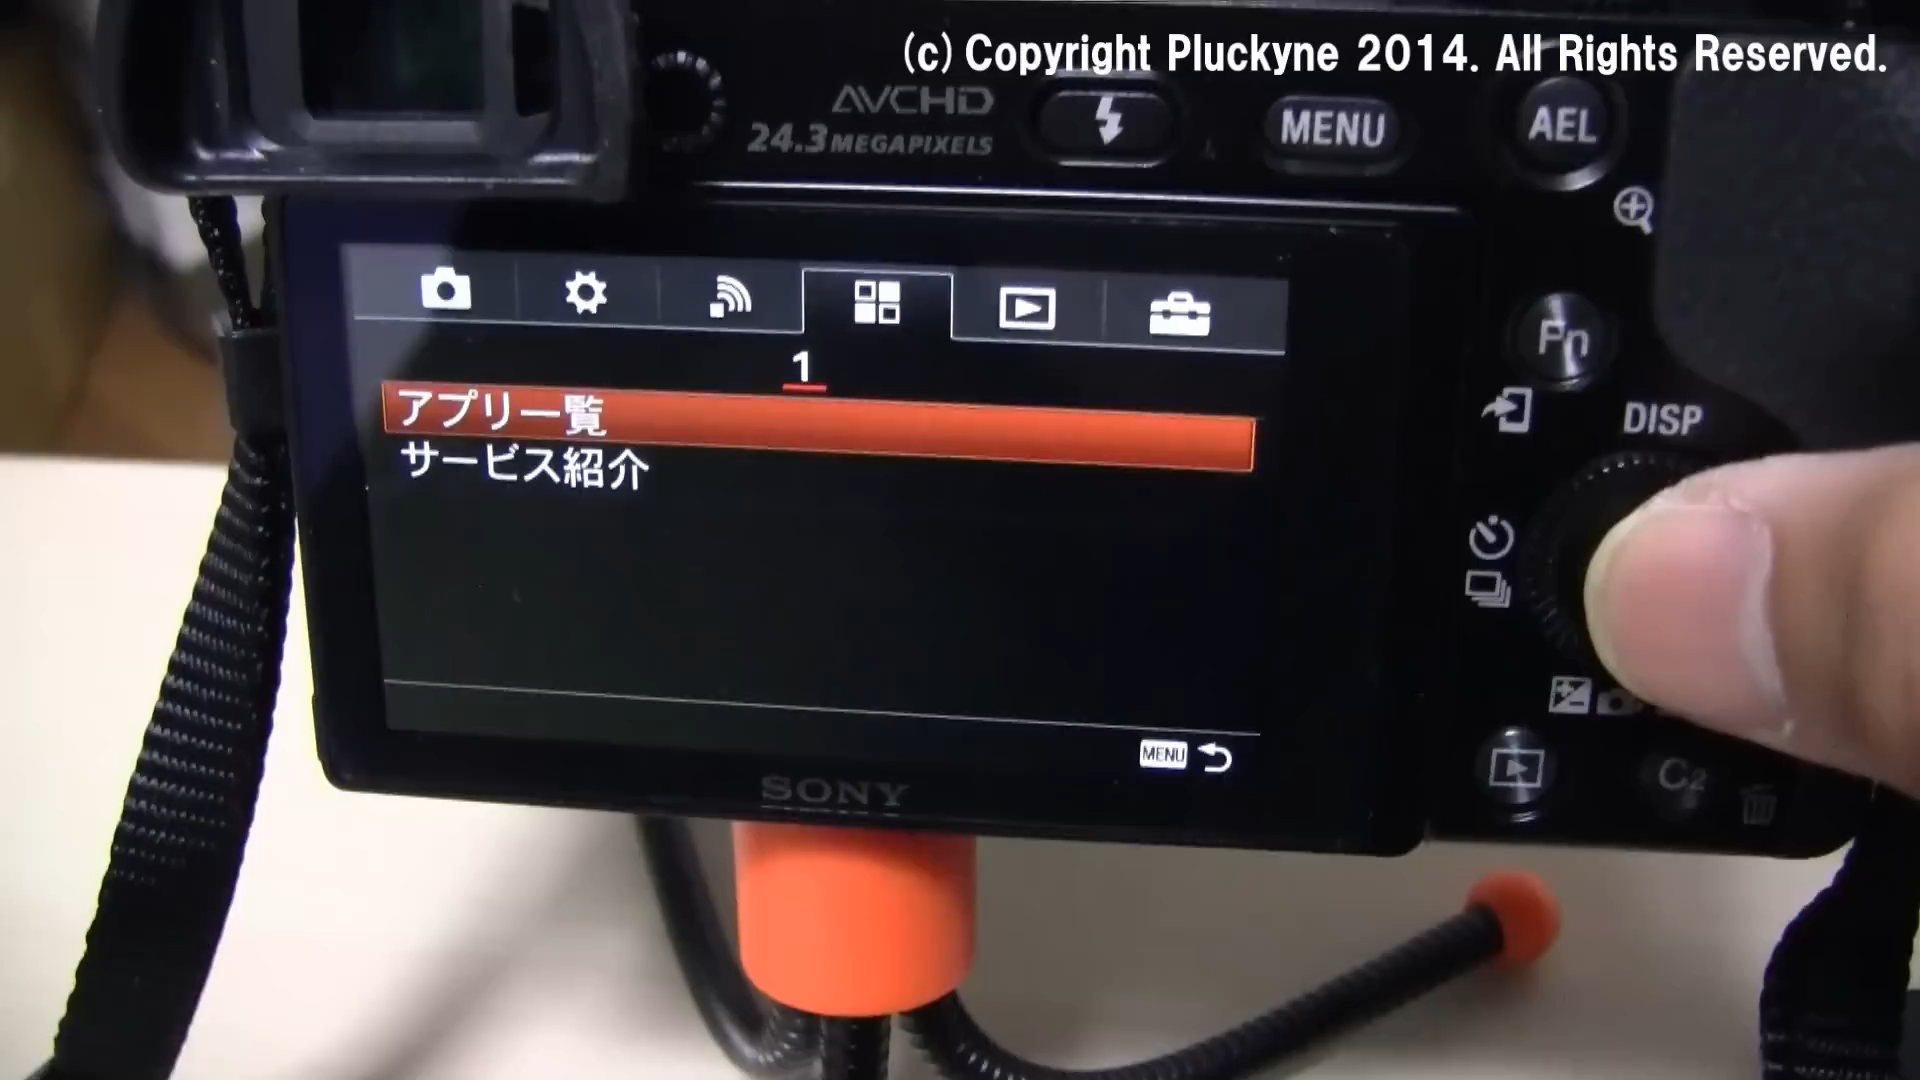 (c) Copyright Pluckyne 2014. All Rights Reserved.
AVCHD
24.3 MEGAPIXELS
MENU
AEL
Fn
DISP
1
アプリ一覧
サービス紹介
MENU
SONY
C2